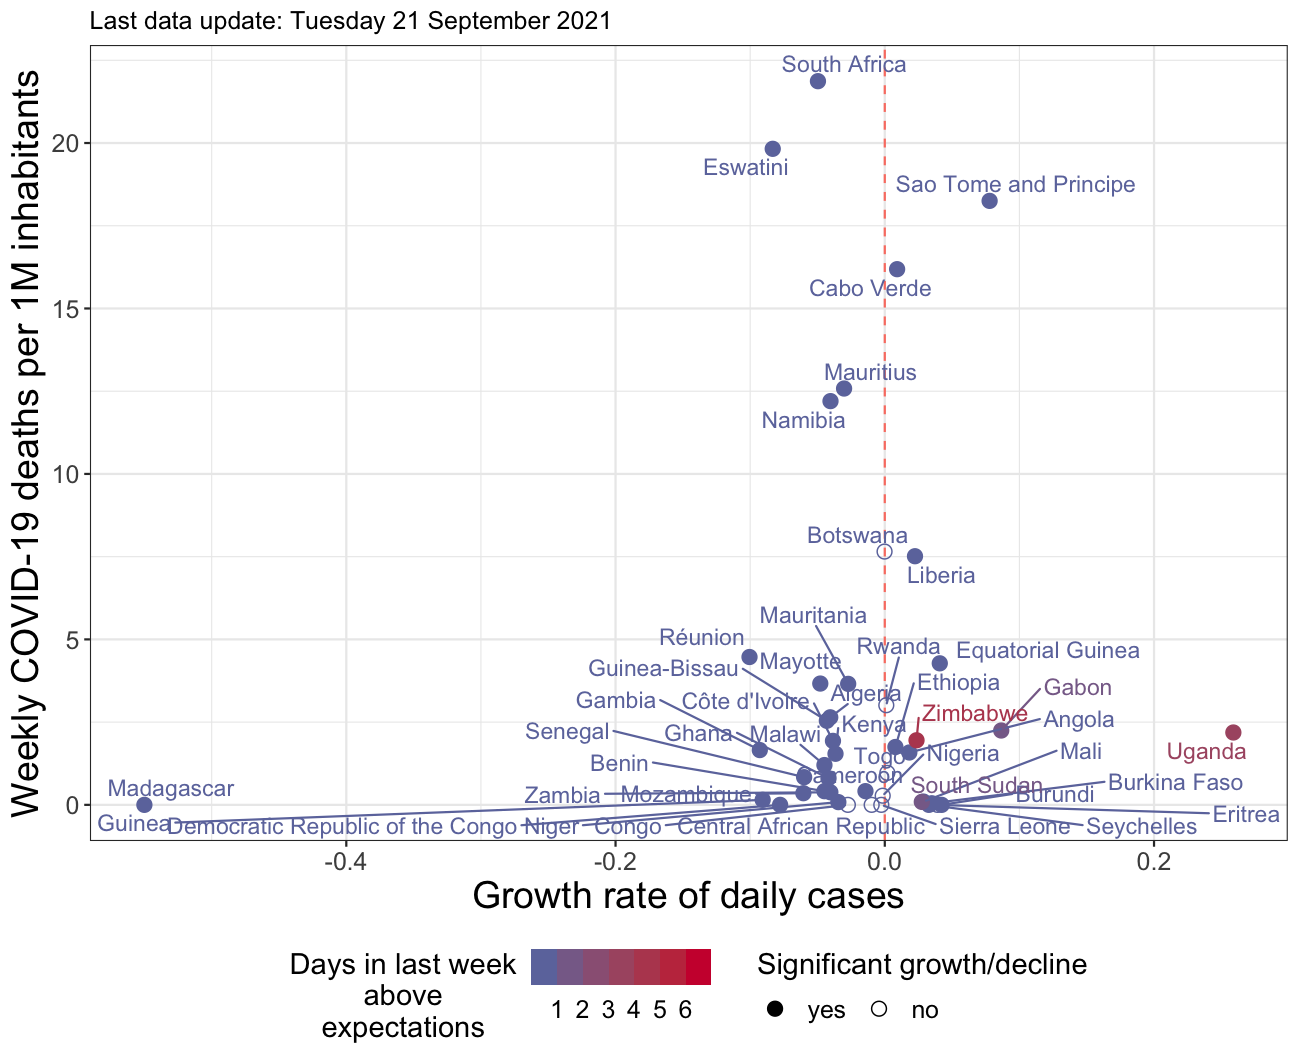 Last data update: Tuesday 21 September 2021
Weekly COVID-19 deaths per 1M inhabitants
20
15
10
5
0
South Africa
Eswatini
Sao Tome and Principe
Cabo Verde
Mauritius
Namibia
Botswana
Liberia
Mauritania
Réunion
Rwanda
Equatorial Guinea
Mayotte
Guinea-Bissau
Ethiopia
Gabon
Algeria
Gambia
Côte d'Ivoire
Zimbabwe
Angola
Kenya
Senegal
Ghana
Malawi
Uganda
Mali
Nigeria
Togo
Benin
Cameroon
Burkina Faso
South Sudan
Madagascar
Zambia
Mozambique
Burundi
Eritrea
Guinea
Democratic Republic of the Congo
Niger
Congo
Central African Republic
Sierra Leone
Seychelles
-0.4
-0.2
0.0
0.2
Growth rate of daily cases
Days in last week
above
expectations
1 2 3 4 5 6
Significant growth/decline
yes
no